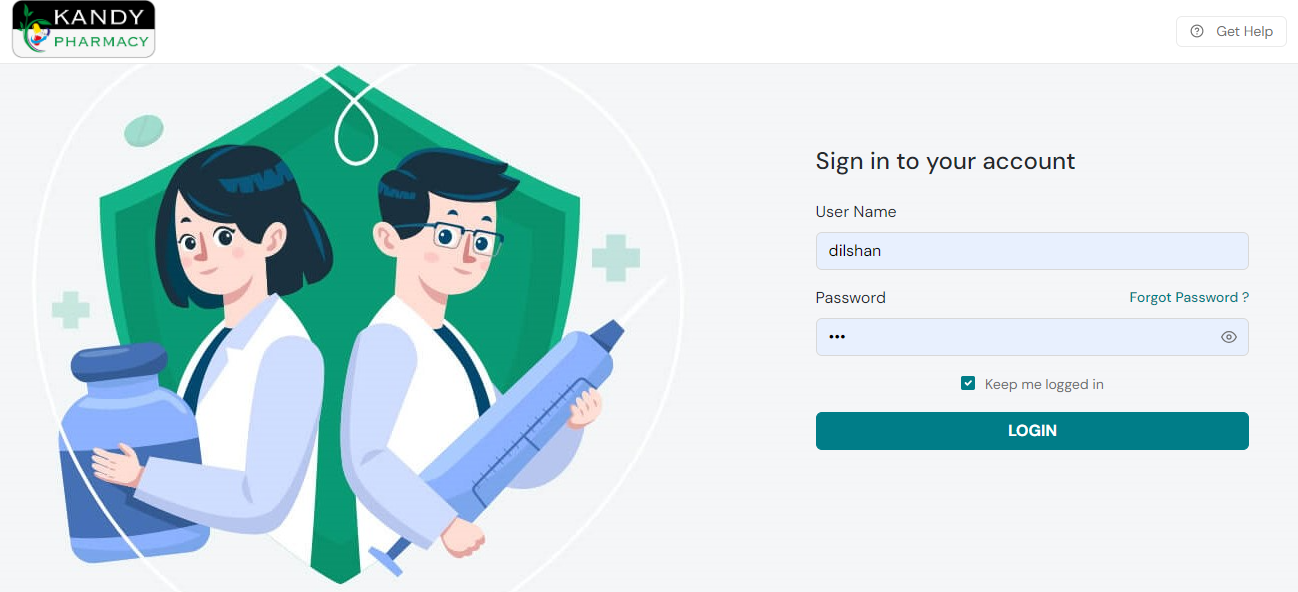 KANDY
PHARMACY
Get Help
Sign in to your account
User Name
dilshan
Password
Forgot Password ?
•••
Keep me logged in
LOGIN